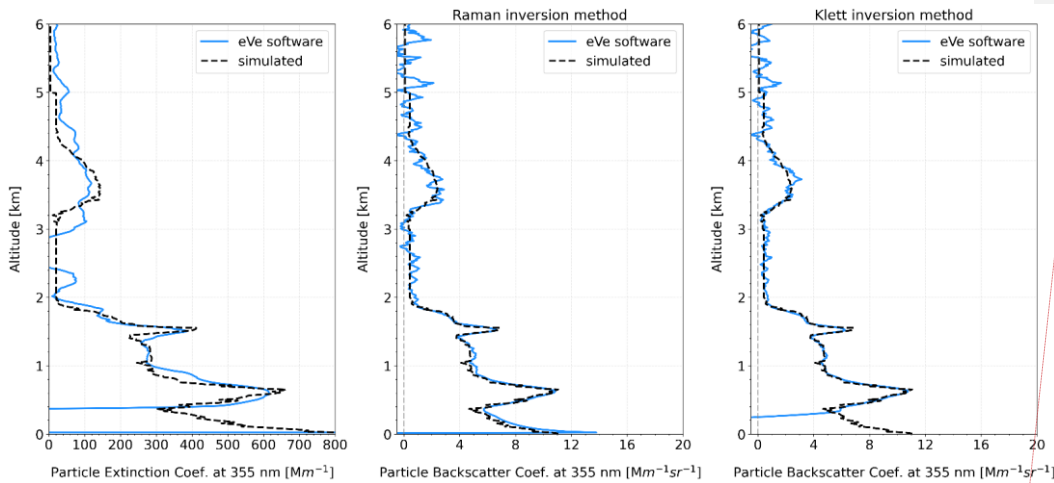 Raman inversion method
Klett inversion method
eVe software
simulated
eVe software
simulated
eVe software
simulated
Altitude [km]
Altitude [km]
Altitude [km]
6
5
4
3
2
1
0
6
5
4
3
2
1
0
6
5
4
3
2
1
0
0 100 200 300 400 500 600 700 800
0 4 8 12 16 20
0 4 8 12 16 20
Particle Extinction Coef. at 355 nm [Mm⁻¹]
Particle Backscatter Coef. at 355 nm [Mm⁻¹sr⁻¹]
Particle Backscatter Coef. at 355 nm [Mm⁻¹sr⁻¹]